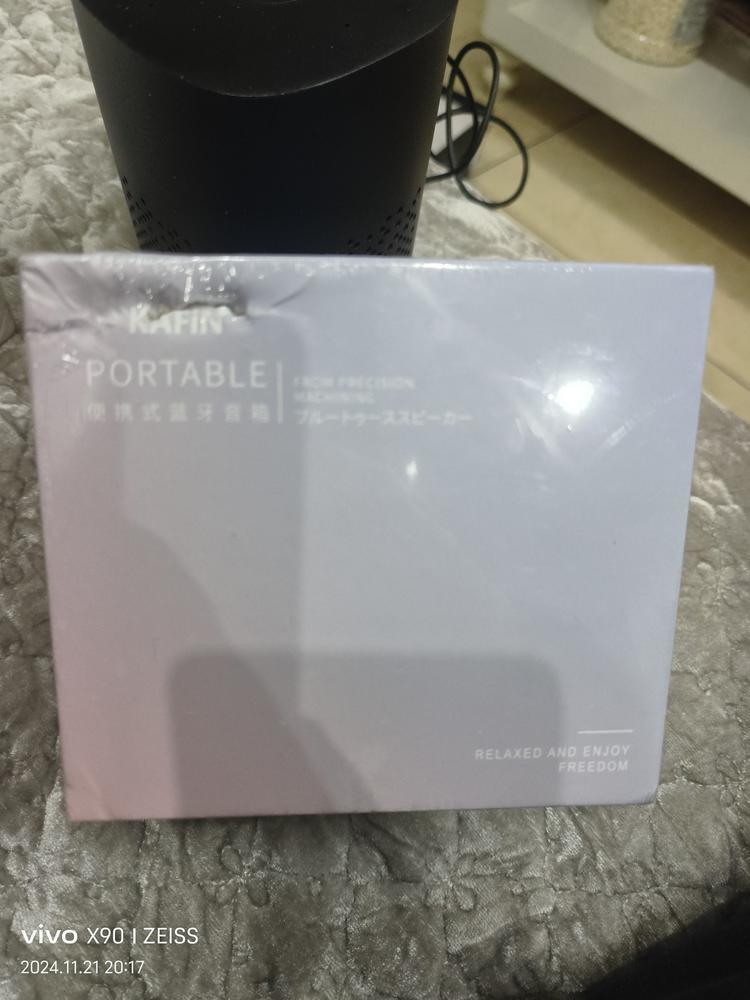 KAFIN
PORTABLE
便携式蓝牙音箱
FROM PRECISION
MACHINING
ブルートゥーススピーカー
RELAXED AND ENJOY
FREEDOM
vivo X90 | ZEISS
2024.11.21 20:17